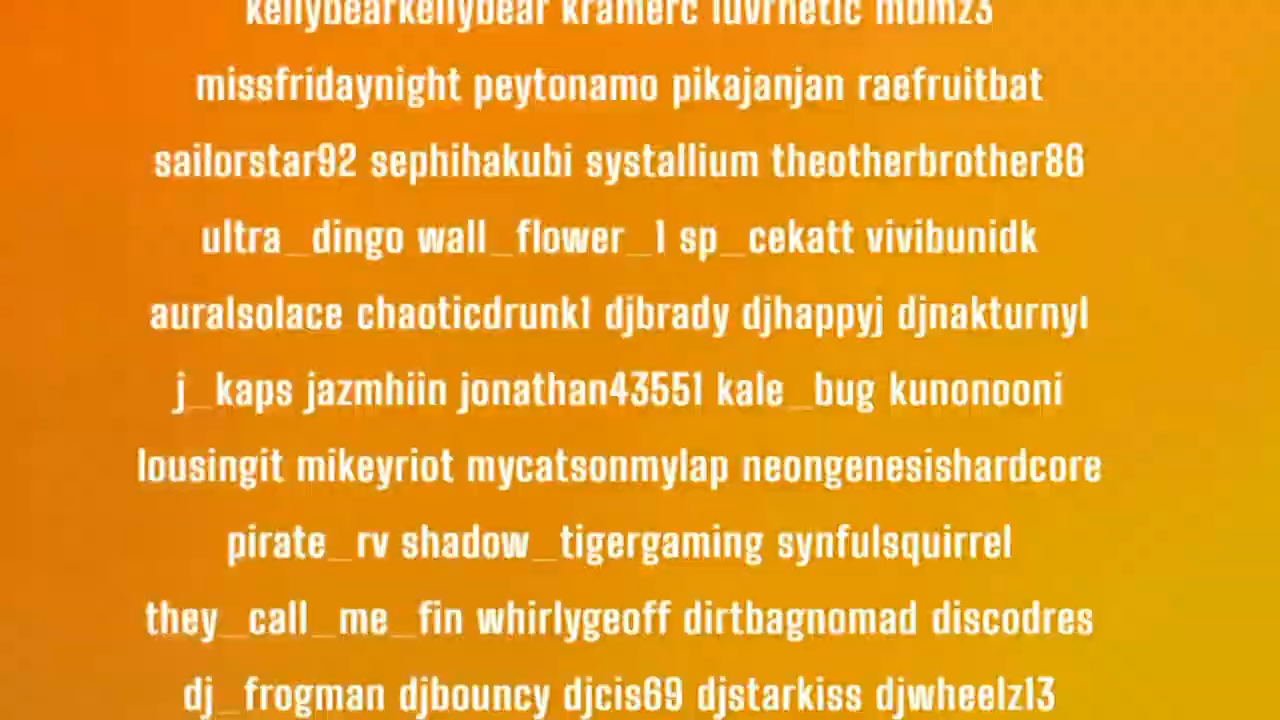 kellybearkellybear kramerc luvrnetic
missfridaynight peytonamo pikajanjan raefruitbat
sailorstar92 sephihakubi systallium theotherbrother86
ultra_dingo wall_flower_1 sp_cekatt vivibunidk
auralsolace chaoticdrunk1 djbrady djhappyj djnakturnyl
j_kaps jazmhiin jonathan43551 kale_bug kunonooni
lousingit mikeyriot mycatsonmylap neongenesishardcore
pirate_rv shadow_tigergaming synfulsquirrel
they_call_me_fin whirlygeoff dirtbagnomad discodres
dj_frogman djbouncy djcis69 djstarkiss djwheelz13